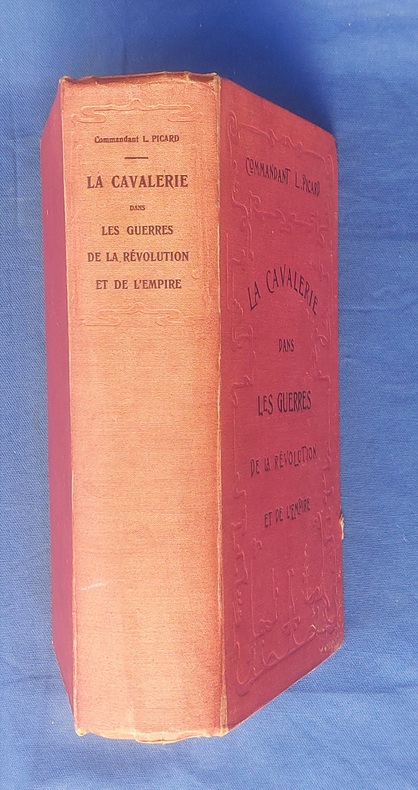 Commandant L. PICARD
LA CAVALERIE
DANS
LES GUERRES
DE LA RÉVOLUTION
ET DE L'EMPIRE
COMMANDANT L. PICARD
LA CAVALERIE
DANS
LES GUERRES
DE LA RÉVOLUTION
ET DE L'EMPIRE